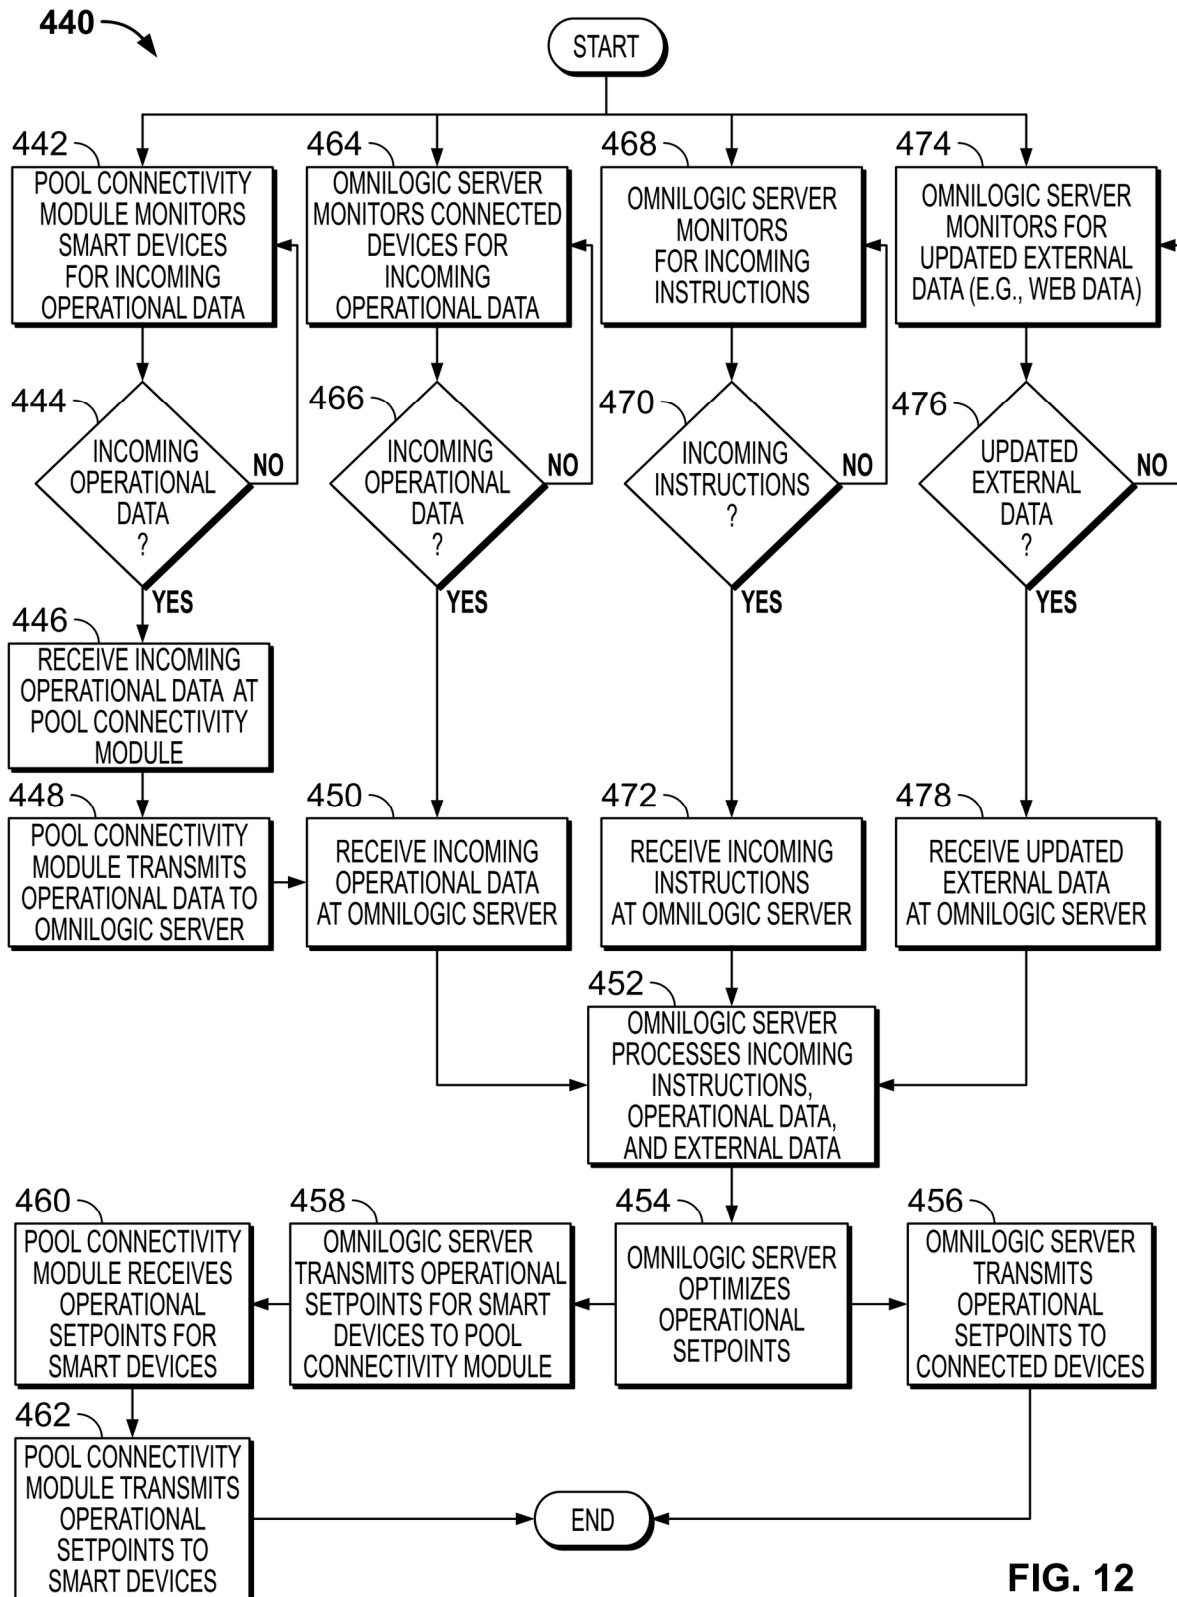 440
START
442
POOL CONNECTIVITY
MODULE MONITORS
SMART DEVICES
FOR INCOMING
OPERATIONAL DATA
464
OMNILOGIC SERVER
MONITORS CONNECTED
DEVICES FOR
INCOMING
OPERATIONAL DATA
468
OMNILOGIC SERVER
MONITORS
FOR INCOMING
INSTRUCTIONS
474
OMNILOGIC SERVER
MONITORS FOR
UPDATED EXTERNAL
DATA (E.G., WEB DATA)
444
INCOMING
OPERATIONAL
DATA
?
NO
YES
466
INCOMING
OPERATIONAL
DATA
?
NO
YES
470
INCOMING
INSTRUCTIONS
?
NO
YES
476
UPDATED
EXTERNAL
DATA
?
NO
YES
446
RECEIVE INCOMING
OPERATIONAL DATA AT
POOL CONNECTIVITY
MODULE
448
POOL CONNECTIVITY
MODULE TRANSMITS
OPERATIONAL DATA TO
OMNILOGIC SERVER
450
RECEIVE INCOMING
OPERATIONAL DATA
AT OMNILOGIC SERVER
472
RECEIVE INCOMING
INSTRUCTIONS
AT OMNILOGIC SERVER
478
RECEIVE UPDATED
EXTERNAL DATA
AT OMNILOGIC SERVER
452
OMNILOGIC SERVER
PROCESSES INCOMING
INSTRUCTIONS,
OPERATIONAL DATA,
AND EXTERNAL DATA
460
POOL CONNECTIVITY
MODULE RECEIVES
OPERATIONAL
SETPOINTS FOR
SMART DEVICES
458
OMNILOGIC SERVER
TRANSMITS OPERATIONAL
SETPOINTS FOR SMART
DEVICES TO POOL
CONNECTIVITY MODULE
454
OMNILOGIC SERVER
OPTIMIZES
OPERATIONAL
SETPOINTS
456
OMNILOGIC SERVER
TRANSMITS
OPERATIONAL
SETPOINTS TO
CONNECTED DEVICES
462
POOL CONNECTIVITY
MODULE TRANSMITS
OPERATIONAL
SETPOINTS TO
SMART DEVICES
END
FIG. 12